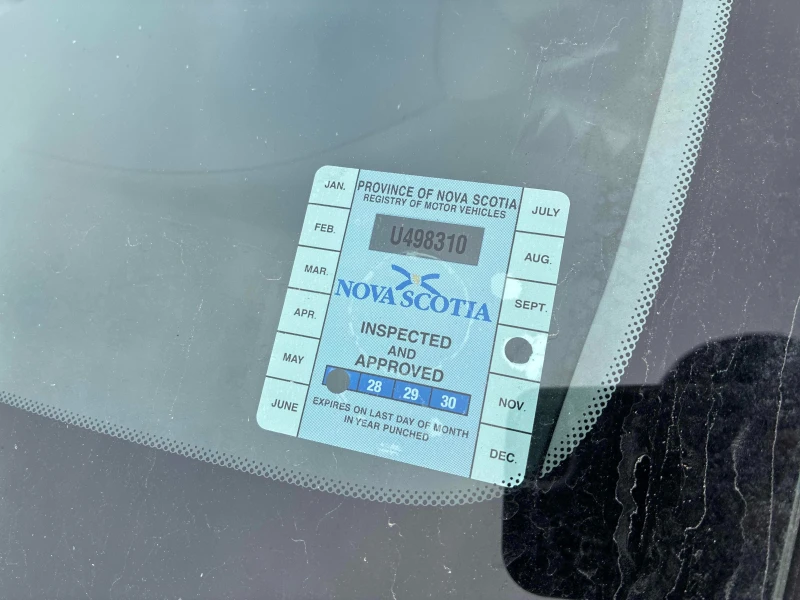 PROVINCE OF NOVA SCOTIA
REGISTRY OF MOTOR VEHICLES
U498310
NOVA SCOTIA
INSPECTED
AND
APPROVED
28 29 30
EXPIRES ON LAST DAY OF MONTH
IN YEAR PUNCHED
JAN.
FEB.
MAR.
APR.
MAY
JUNE
JULY
AUG.
SEPT.
NOV.
DEC.